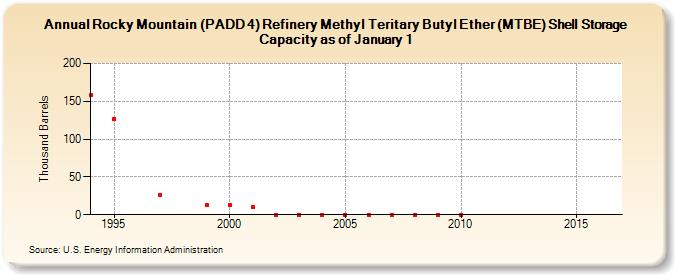 Annual Rocky Mountain (PADD 4) Refinery Methyl Teritary Butyl Ether (MTBE) Shell Storage
Capacity as of January 1
Thousand Barrels
200
150
100
50
0
1995
2000
2005
2010
2015
Source: U.S. Energy Information Administration